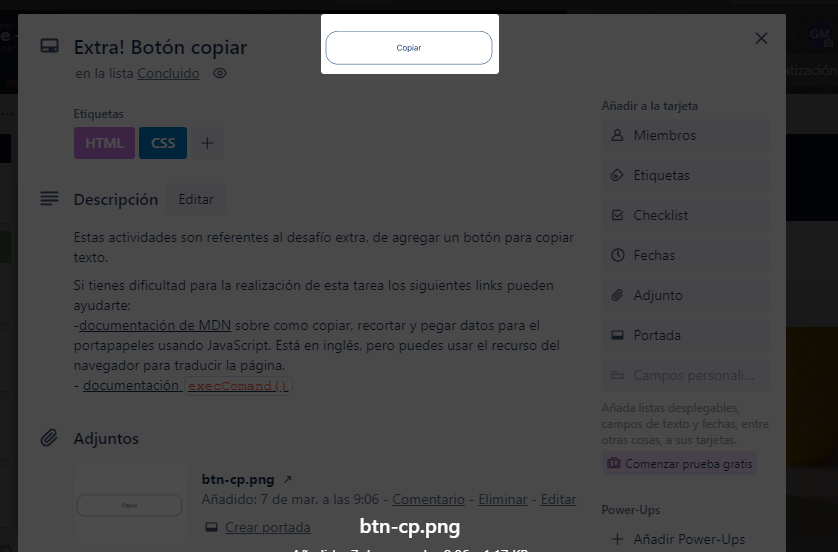 Copiar
GM
Extra! Botón copiar
en la lista Concluido
Etiquetas
HTML
CSS
Descripción
Editar
Estas actividades son referentes al desafío extra, de agregar un botón para copiar
texto.
Si tienes dificultad para la realización de esta tarea los siguientes links pueden
ayudarte:
-documentación de MDN sobre como copiar, recortar y pegar datos para el
portapapeles usando JavaScript. Está en inglés, pero puedes usar el recurso del
navegador para traducir la página.
- documentación execComand()
Adjuntos
Copiar
btn-cp.png ↗
Añadido: 7 de mar. a las 9:06 - Comentario - Eliminar - Editar
Crear portada
Añadir a la tarjeta
Miembros
Etiquetas
Checklist
Fechas
Adjunto
Portada
Campos personali...
Añada listas desplegables,
campos de texto y fechas, entre
otras cosas, a sus tarjetas.
Comenzar prueba gratis
Power-Ups
Añadir Power-Ups
btn-cp.png